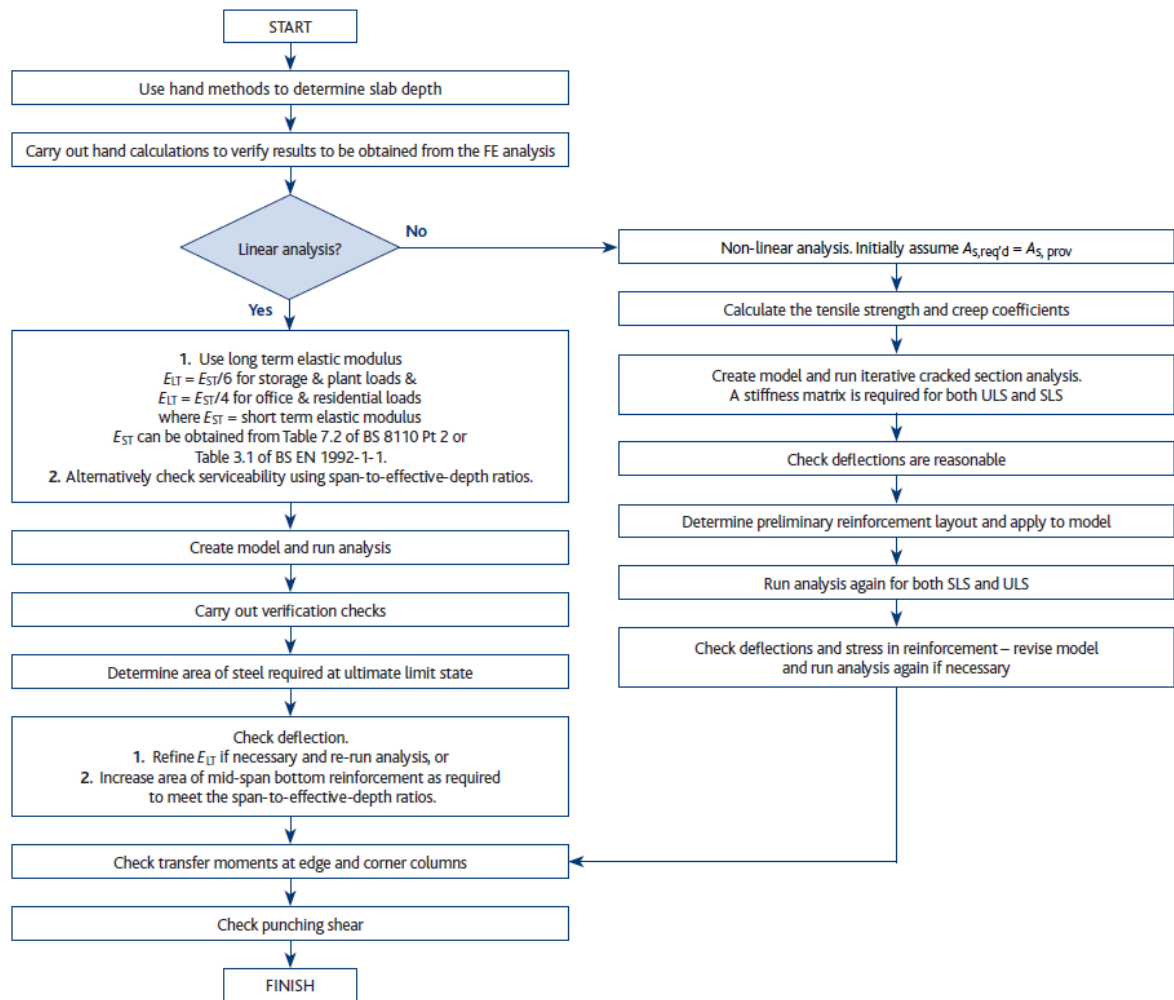 START
Use hand methods to determine slab depth
Carry out hand calculations to verify results to be obtained from the FE analysis
Linear analysis?
No
Yes
1. Use long term elastic modulus
E_LT = E_ST/6 for storage & plant loads &
E_LT = E_ST/4 for office & residential loads
where E_ST = short term elastic modulus
E_ST can be obtained from Table 7.2 of BS 8110 Pt 2 or
Table 3.1 of BS EN 1992-1-1.
2. Alternatively check serviceability using span-to-effective-depth ratios.
Create model and run analysis
Carry out verification checks
Determine area of steel required at ultimate limit state
Check deflection.
1. Refine E_LT if necessary and re-run analysis, or
2. Increase area of mid-span bottom reinforcement as required
to meet the span-to-effective-depth ratios.
Non-linear analysis. Initially assume A_s,req'd = A_s, prov
Calculate the tensile strength and creep coefficients
Create model and run iterative cracked section analysis.
A stiffness matrix is required for both ULS and SLS
Check deflections are reasonable
Determine preliminary reinforcement layout and apply to model
Run analysis again for both SLS and ULS
Check deflections and stress in reinforcement – revise model
and run analysis again if necessary
Check transfer moments at edge and corner columns
Check punching shear
FINISH